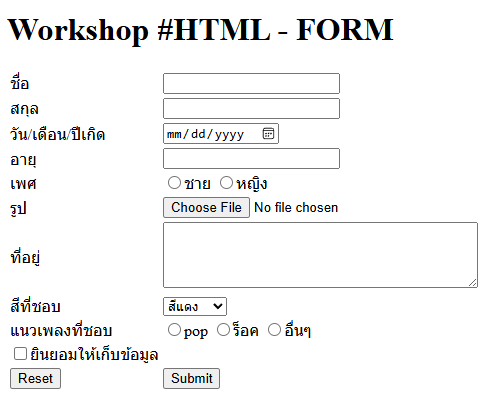 Workshop #HTML - FORM
ชื่อ
สกุล
วัน/เดือน/ปีเกิด mm/dd/yyyy
อายุ
เพศ ชาย หญิง
รูป Choose File No file chosen
ที่อยู่
สีที่ชอบ สีแดง
แนวเพลงที่ชอบ pop ร็อค อื่นๆ
ยินยอมให้เก็บข้อมูล
Reset Submit